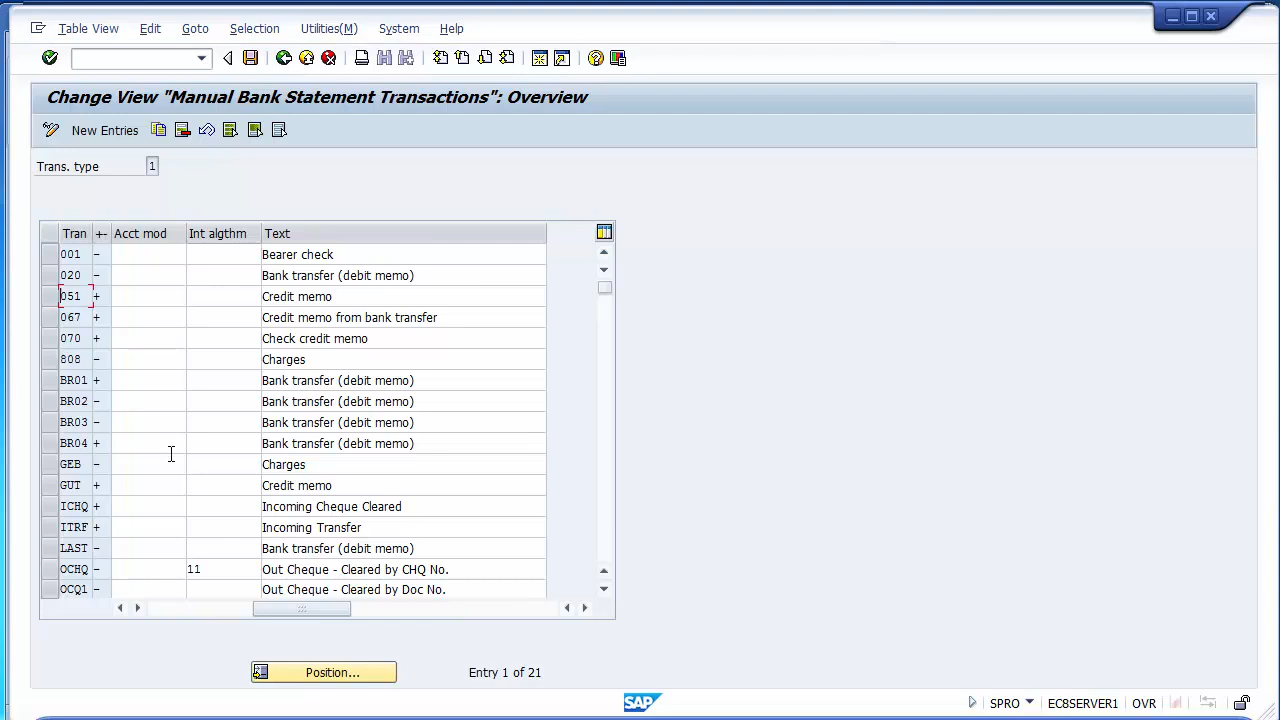 Table View Edit Goto Selection Utilities(M) System Help
Change View "Manual Bank Statement Transactions": Overview
New Entries
Trans. type 1
Tran +- Acct mod Int algthm Text
001 - Bearer check
020 - Bank transfer (debit memo)
051 + Credit memo
067 + Credit memo from bank transfer
070 + Check credit memo
808 - Charges
BR01 + Bank transfer (debit memo)
BR02 - Bank transfer (debit memo)
BR03 - Bank transfer (debit memo)
BR04 + Bank transfer (debit memo)
GEB - Charges
GUT + Credit memo
ICHQ + Incoming Cheque Cleared
ITRF + Incoming Transfer
LAST - Bank transfer (debit memo)
OCHQ - 11 Out Cheque - Cleared by CHQ No.
OCQ1 - Out Cheque - Cleared by Doc No.
Position... Entry 1 of 21
SAP SPRO EC8SERVER1 OVR